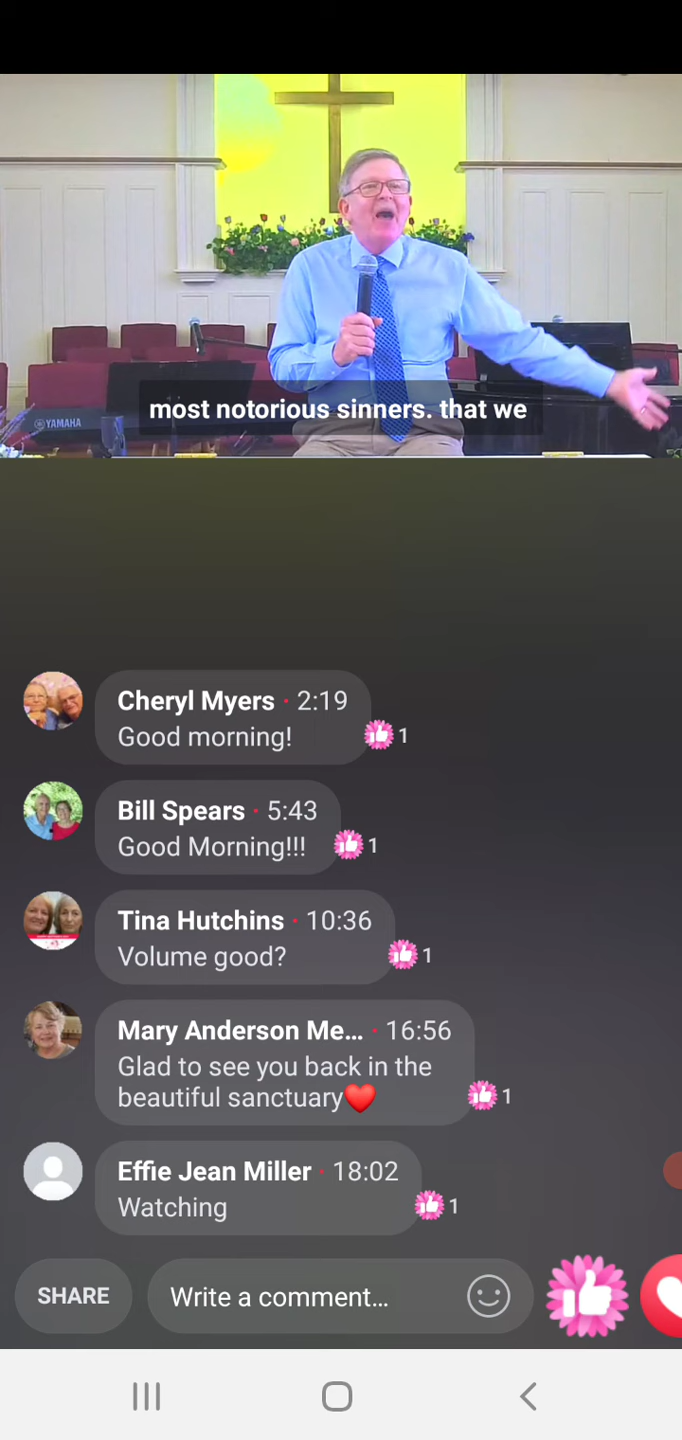 YAMAHA
most notorious sinners. that we
Cheryl Myers · 2:19
Good morning!
1
Bill Spears · 5:43
Good Morning!!!
1
Tina Hutchins · 10:36
Volume good?
1
Mary Anderson Me... · 16:56
Glad to see you back in the
beautiful sanctuary❤️
1
Effie Jean Miller · 18:02
Watching
1
SHARE
Write a comment...